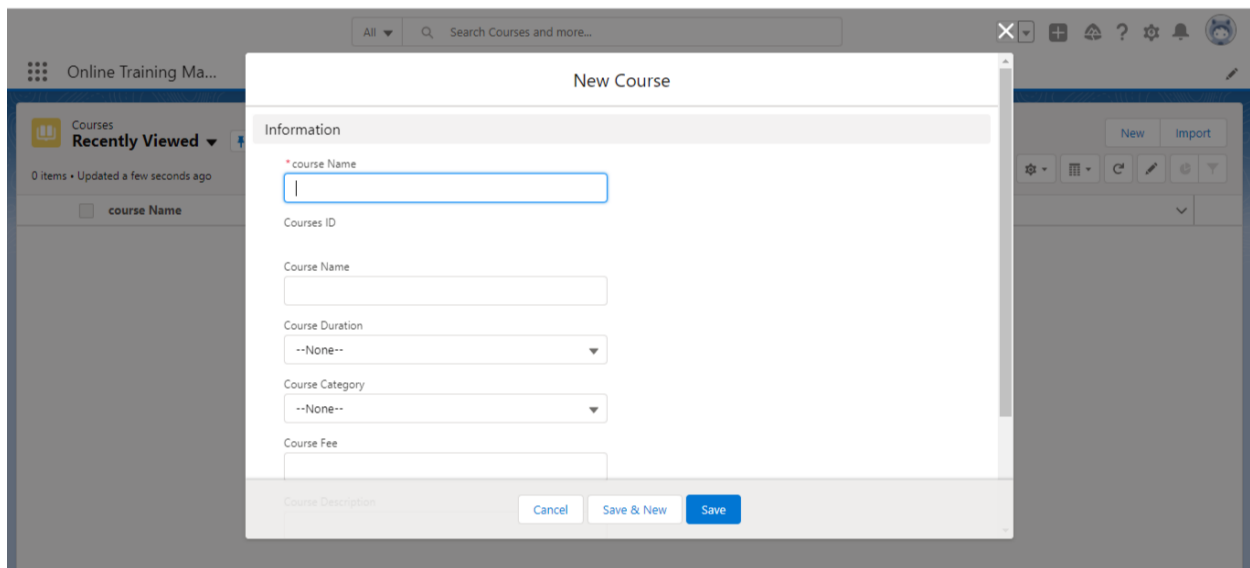 All
Search Courses and more...
Online Training Ma...
New Course
Courses
Recently Viewed
New
Import
0 items • Updated a few seconds ago
course Name
Information
* course Name
Courses ID
Course Name
Course Duration
--None--
Course Category
--None--
Course Fee
Course Description
Cancel
Save & New
Save